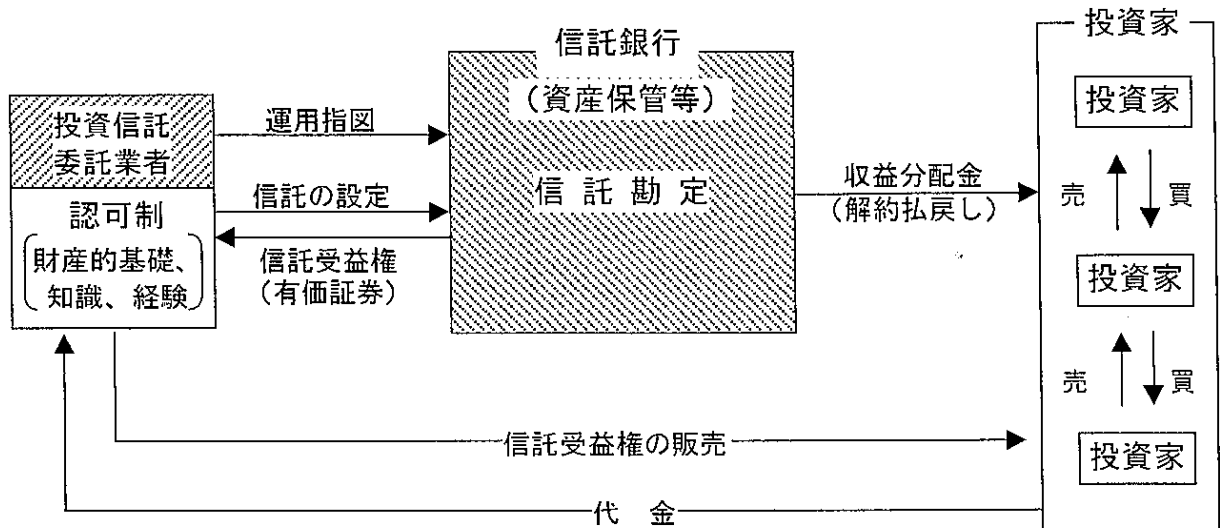 投資信託
委託業者
認可制
財産的基礎、
知識、経験
運用指図
信託の設定
信託受益権
(有価証券)
信託銀行
(資産保管等)
信託勘定
収益分配金
(解約払戻し)
投資家
投資家
売
買
投資家
売
買
投資家
信託受益権の販売
代金